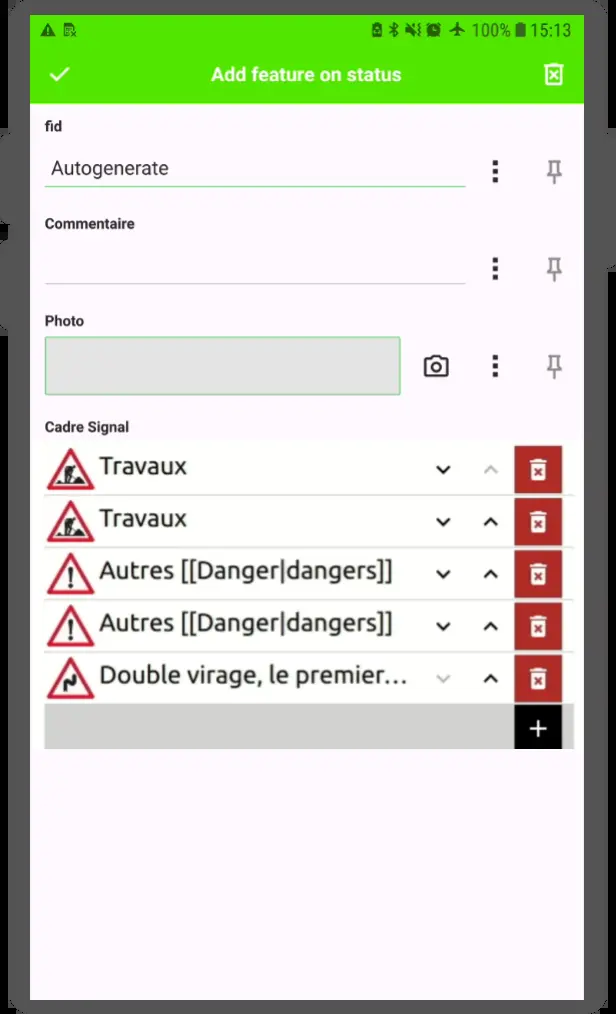 100% 15:13
Add feature on status
fid
Autogenerate
Commentaire
Photo
Cadre Signal
Travaux
Travaux
Autres [[Danger|dangers]]
Autres [[Danger|dangers]]
Double virage, le premier...